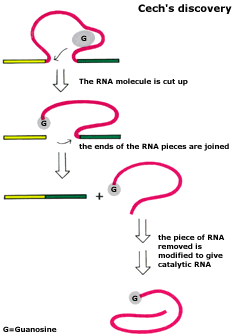 Cech's discovery
G
The RNA molecule is cut up
G
the ends of the RNA pieces are joined
+
G
the piece of RNA
removed is
modified to give
catalytic RNA
G
G=Guanosine